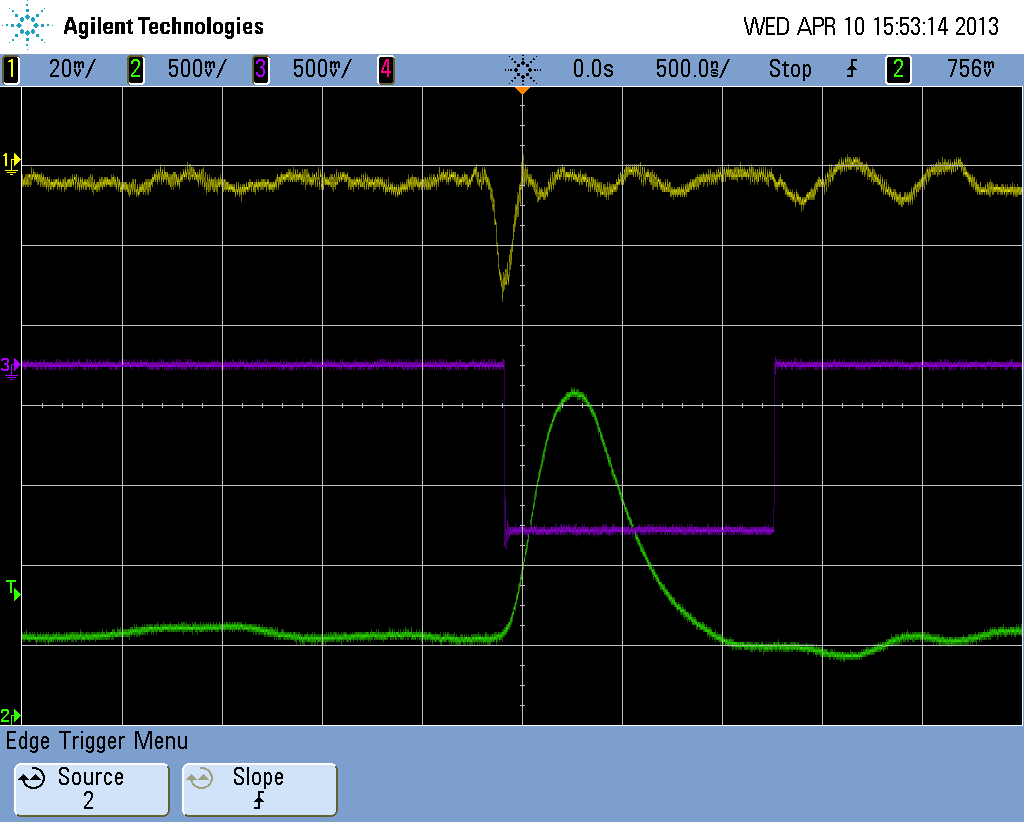 Agilent Technologies
WED APR 10 15:53:14 2013
1 20mV/ 2 500mV/ 3 500mV/ 4 0.0s 500.0ns/ Stop 2 756mV
1
3
T
2
Edge Trigger Menu
Source
2
Slope